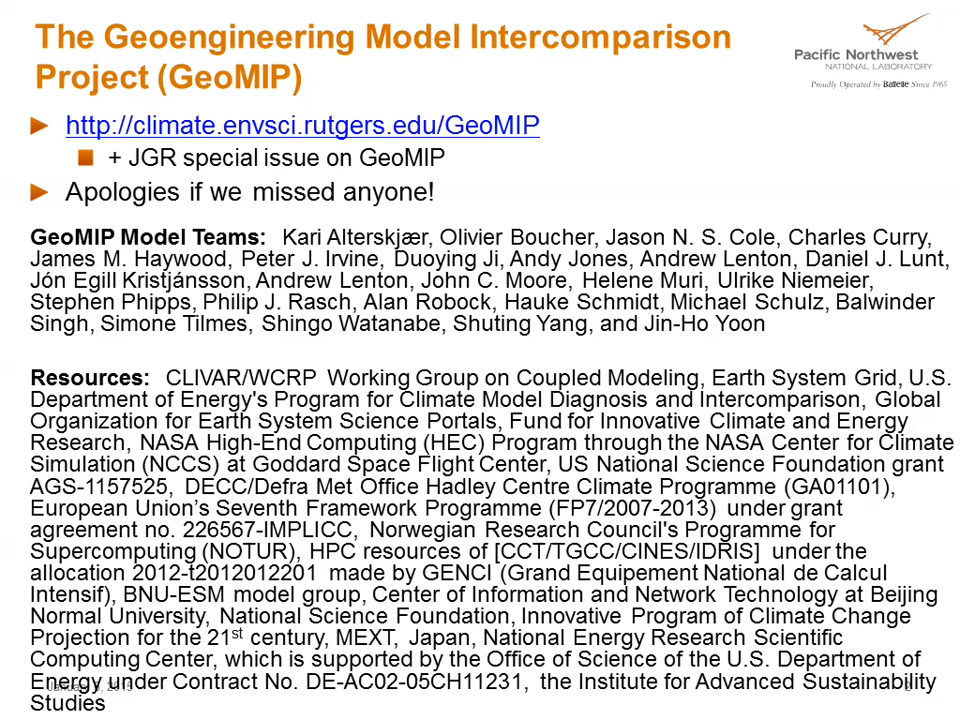 The Geoengineering Model Intercomparison
Project (GeoMIP)
Pacific Northwest
NATIONAL LABORATORY
Proudly Operated by Battelle Since 1965
http://climate.envsci.rutgers.edu/GeoMIP
+ JGR special issue on GeoMIP
Apologies if we missed anyone!
GeoMIP Model Teams: Kari Alterskjær, Olivier Boucher, Jason N. S. Cole, Charles Curry,
James M. Haywood, Peter J. Irvine, Duoying Ji, Andy Jones, Andrew Lenton, Daniel J. Lunt,
Jón Egill Kristjánsson, Andrew Lenton, John C. Moore, Helene Muri, Ulrike Niemeier,
Stephen Phipps, Philip J. Rasch, Alan Robock, Hauke Schmidt, Michael Schulz, Balwinder
Singh, Simone Tilmes, Shingo Watanabe, Shuting Yang, and Jin-Ho Yoon
Resources: CLIVAR/WCRP Working Group on Coupled Modeling, Earth System Grid, U.S.
Department of Energy's Program for Climate Model Diagnosis and Intercomparison, Global
Organization for Earth System Science Portals, Fund for Innovative Climate and Energy
Research, NASA High-End Computing (HEC) Program through the NASA Center for Climate
Simulation (NCCS) at Goddard Space Flight Center, US National Science Foundation grant
AGS-1157525, DECC/Defra Met Office Hadley Centre Climate Programme (GA01101),
European Union’s Seventh Framework Programme (FP7/2007-2013) under grant
agreement no. 226567-IMPLICC, Norwegian Research Council's Programme for
Supercomputing (NOTUR), HPC resources of [CCT/TGCC/CINES/IDRIS] under the
allocation 2012-t2012012201 made by GENCI (Grand Equipement National de Calcul
Intensif), BNU-ESM model group, Center of Information and Network Technology at Beijing
Normal University, National Science Foundation, Innovative Program of Climate Change
Projection for the 21st century, MEXT, Japan, National Energy Research Scientific
Computing Center, which is supported by the Office of Science of the U.S. Department of
Energy under Contract No. DE-AC02-05CH11231, the Institute for Advanced Sustainability
Studies